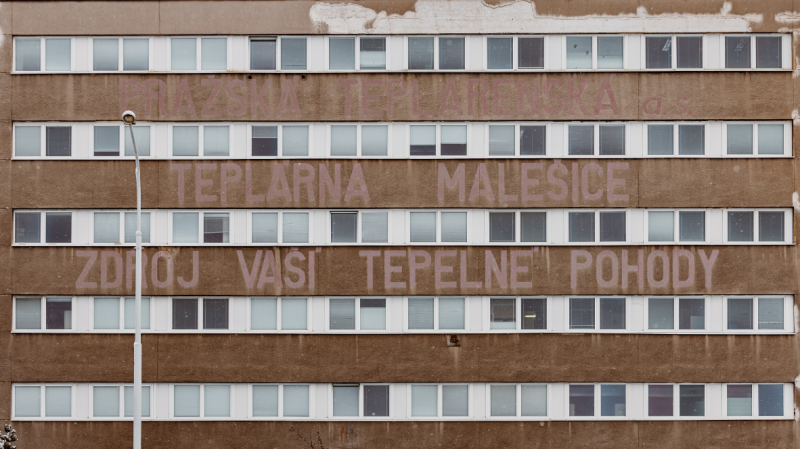 PRAŽSKÁ TEPLÁRENSKÁ a.s.
TEPLÁRNA MALEŠICE
ZDROJ VAŠÍ TEPELNÉ POHODY